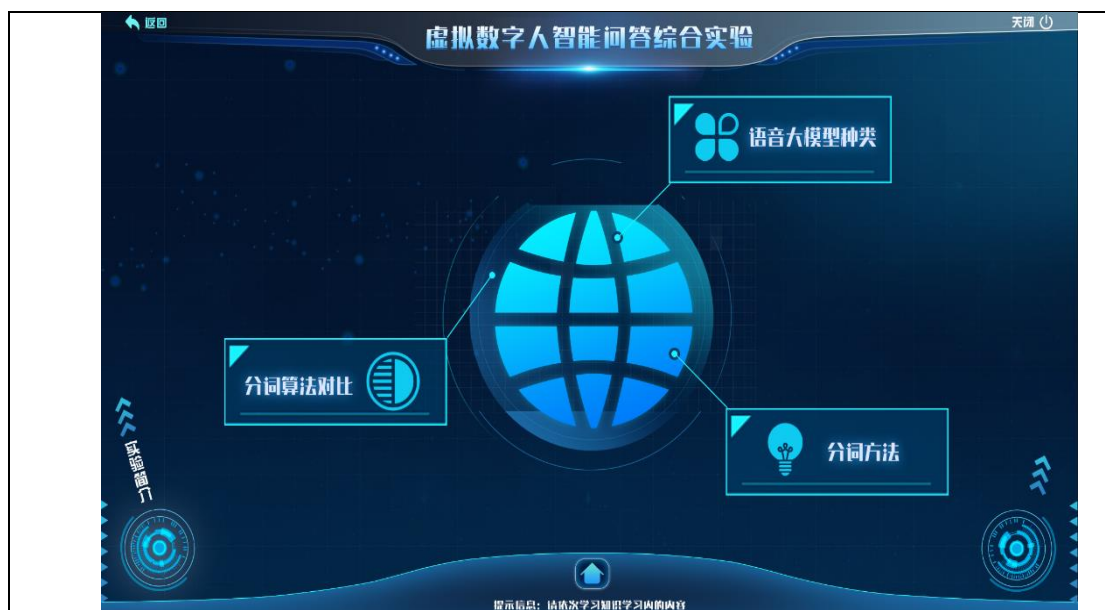 返回
虚拟数字人智能问答综合实验
关闭
语音大模型种类
分词算法对比
分词方法
实验简介
提示信息：请依次学习知识学习内的内容